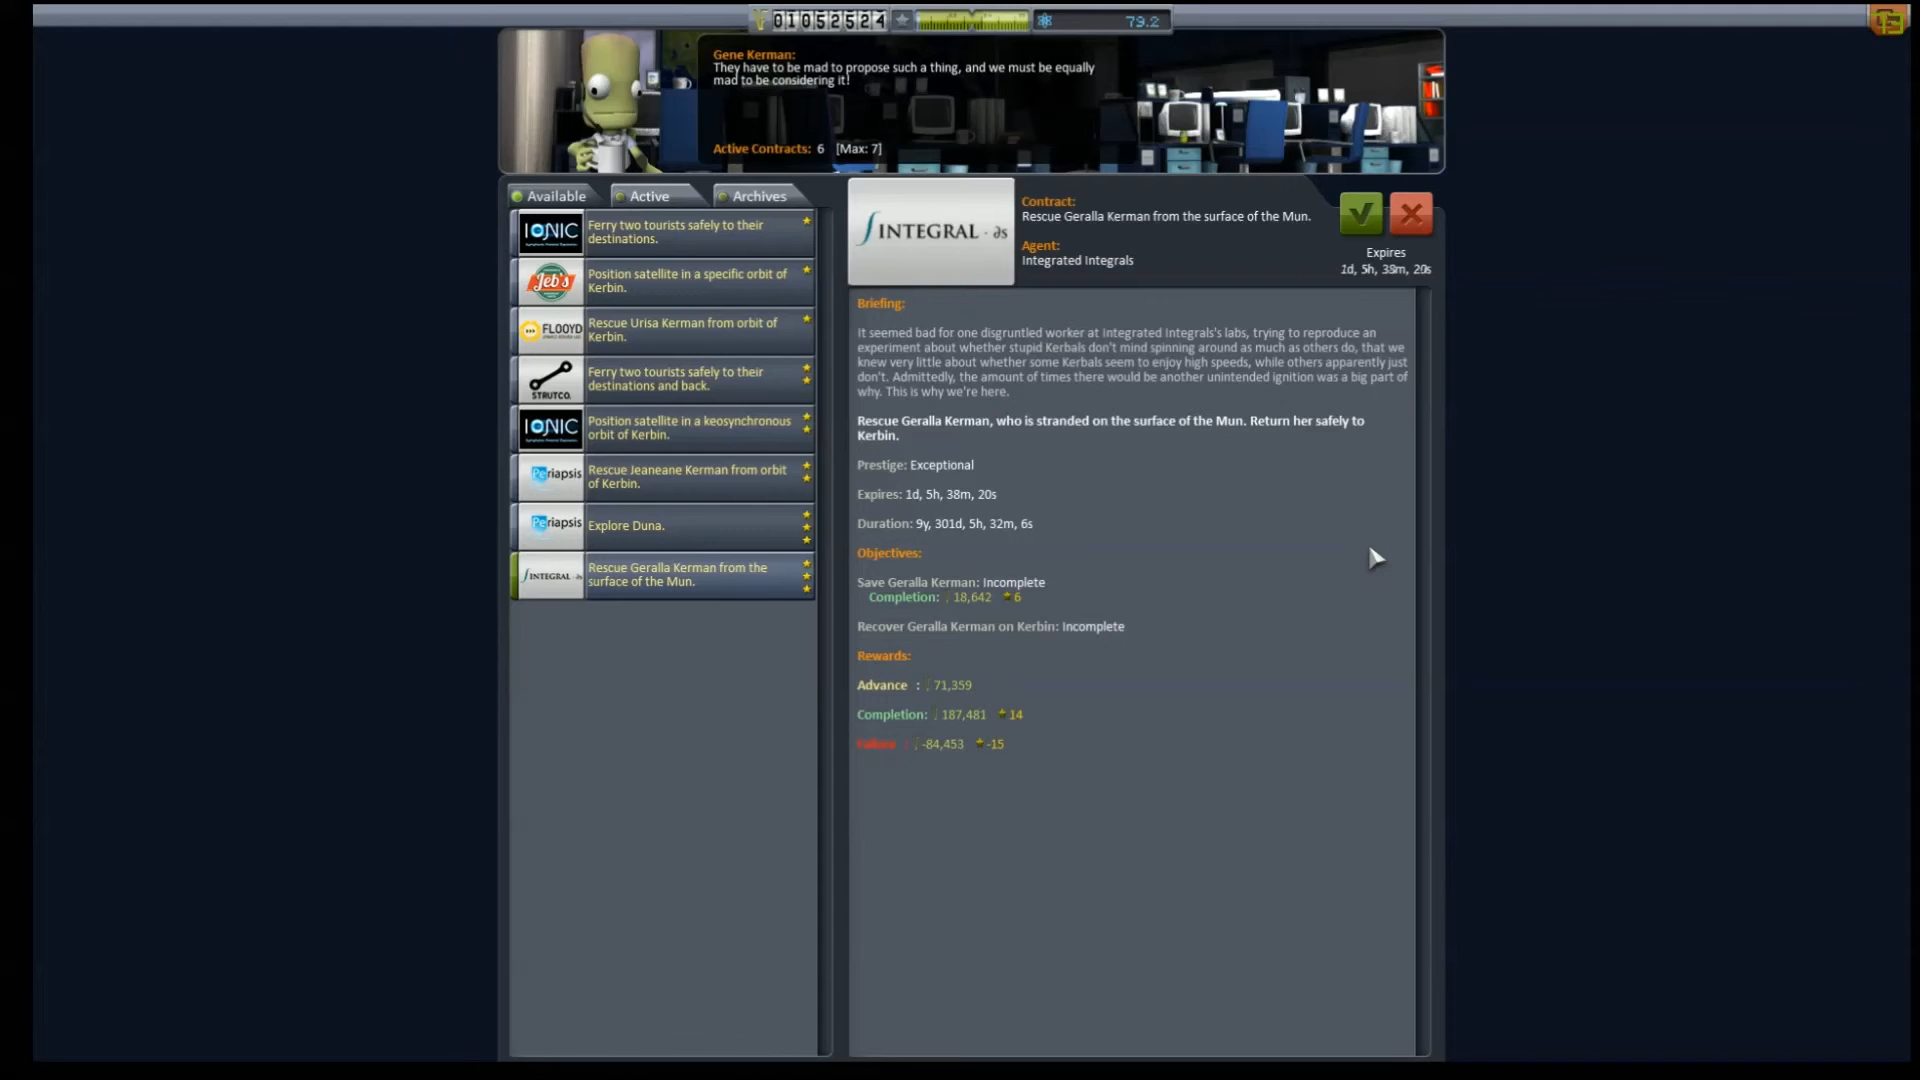 01052524
79.2
Gene Kerman:
They have to be mad to propose such a thing, and we must be equally
mad to be considering it!
Active Contracts: 6 [Max: 7]
Available
Active
Archives
IONIC
Ferry two tourists safely to their
destinations.
Jeb's
Position satellite in a specific orbit of
Kerbin.
FLOOYD
Rescue Urisa Kerman from orbit of
Kerbin.
STRUTCO.
Ferry two tourists safely to their
destinations and back.
IONIC
Position satellite in a keosynchronous
orbit of Kerbin.
Periapsis
Rescue Jeaneane Kerman from orbit
of Kerbin.
Periapsis
Explore Duna.
∫INTEGRAL · ∂s
Rescue Geralla Kerman from the
surface of the Mun.
∫INTEGRAL · ∂s
Contract:
Rescue Geralla Kerman from the surface of the Mun.
Agent:
Integrated Integrals
Expires
1d, 5h, 38m, 20s
Briefing:
It seemed bad for one disgruntled worker at Integrated Integrals's labs, trying to reproduce an
experiment about whether stupid Kerbals don't mind spinning around as much as others do, that we
knew very little about whether some Kerbals seem to enjoy high speeds, while others apparently just
don't. Admittedly, the amount of times there would be another unintended ignition was a big part of
why. This is why we're here.
Rescue Geralla Kerman, who is stranded on the surface of the Mun. Return her safely to
Kerbin.
Prestige: Exceptional
Expires: 1d, 5h, 38m, 20s
Duration: 9y, 301d, 5h, 32m, 6s
Objectives:
Save Geralla Kerman: Incomplete
Completion: 18,642 6
Recover Geralla Kerman on Kerbin: Incomplete
Rewards:
Advance : 71,359
Completion: 187,481 14
Failure : -84,453 -15